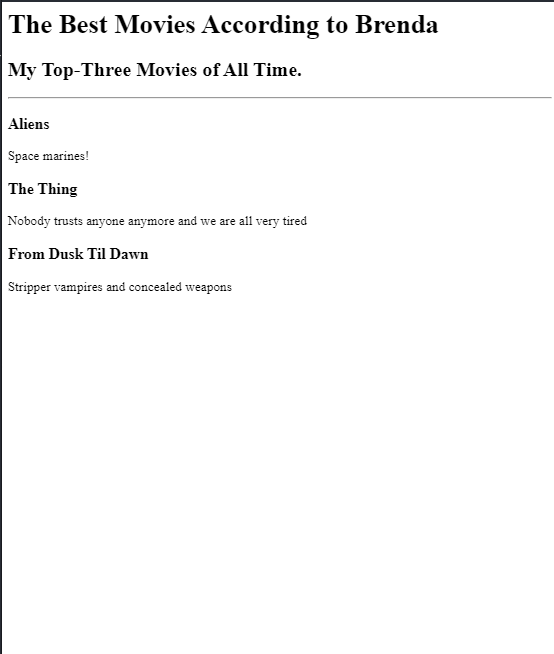 The Best Movies According to Brenda
My Top-Three Movies of All Time.
Aliens
Space marines!
The Thing
Nobody trusts anyone anymore and we are all very tired
From Dusk Til Dawn
Stripper vampires and concealed weapons